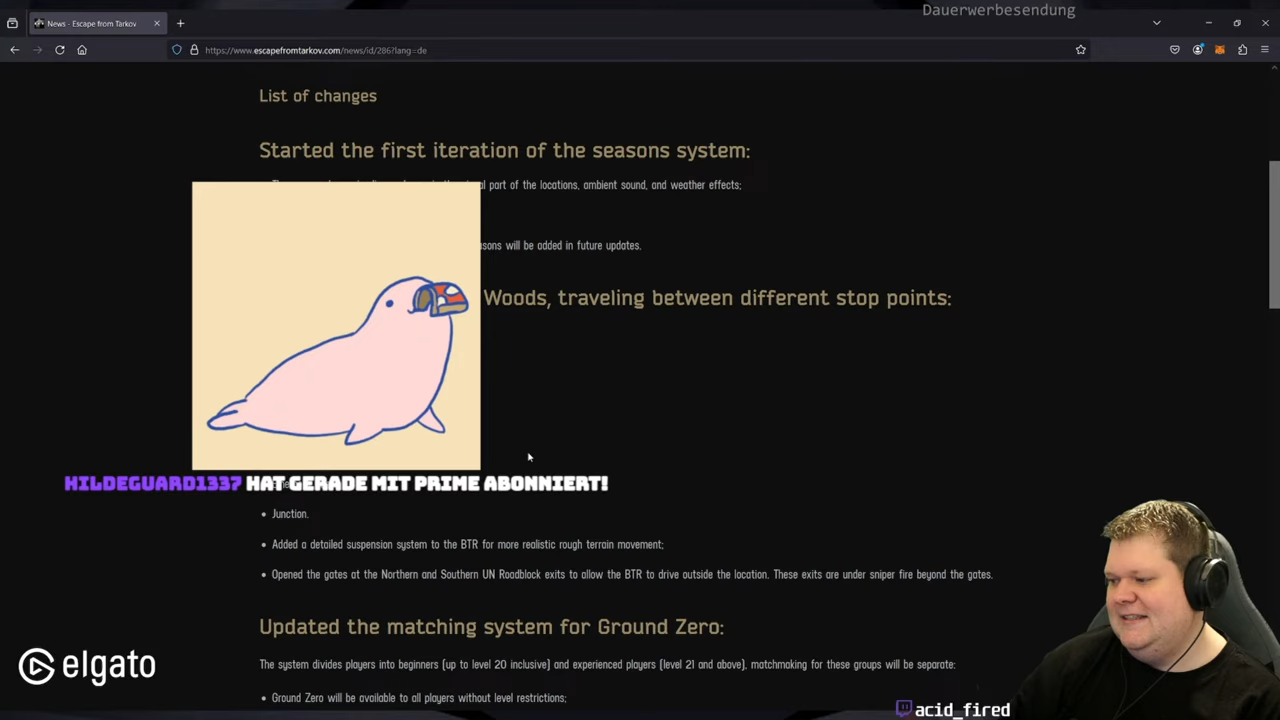 Dauerwerbesendung
News - Escape from Tarkov
https://www.escapefromtarkov.com/news/id/286?lang=de
List of changes
Started the first iteration of the seasons system:
part of the locations, ambient sound, and weather effects;
will be added in future updates.
Woods, traveling between different stop points:
HILDEGUARD1337 HAT GERADE MIT PRIME ABONNIERT!
Junction.
Added a detailed suspension system to the BTR for more realistic rough terrain movement;
Opened the gates at the Northern and Southern UN Roadblock exits to allow the BTR to drive outside the location. These exits are under sniper fire beyond the gates.
Updated the matching system for Ground Zero:
The system divides players into beginners (up to level 20 inclusive) and experienced players (level 21 and above), matchmaking for these groups will be separate:
elgato
Ground Zero will be available to all players without level restrictions;
acid_fired